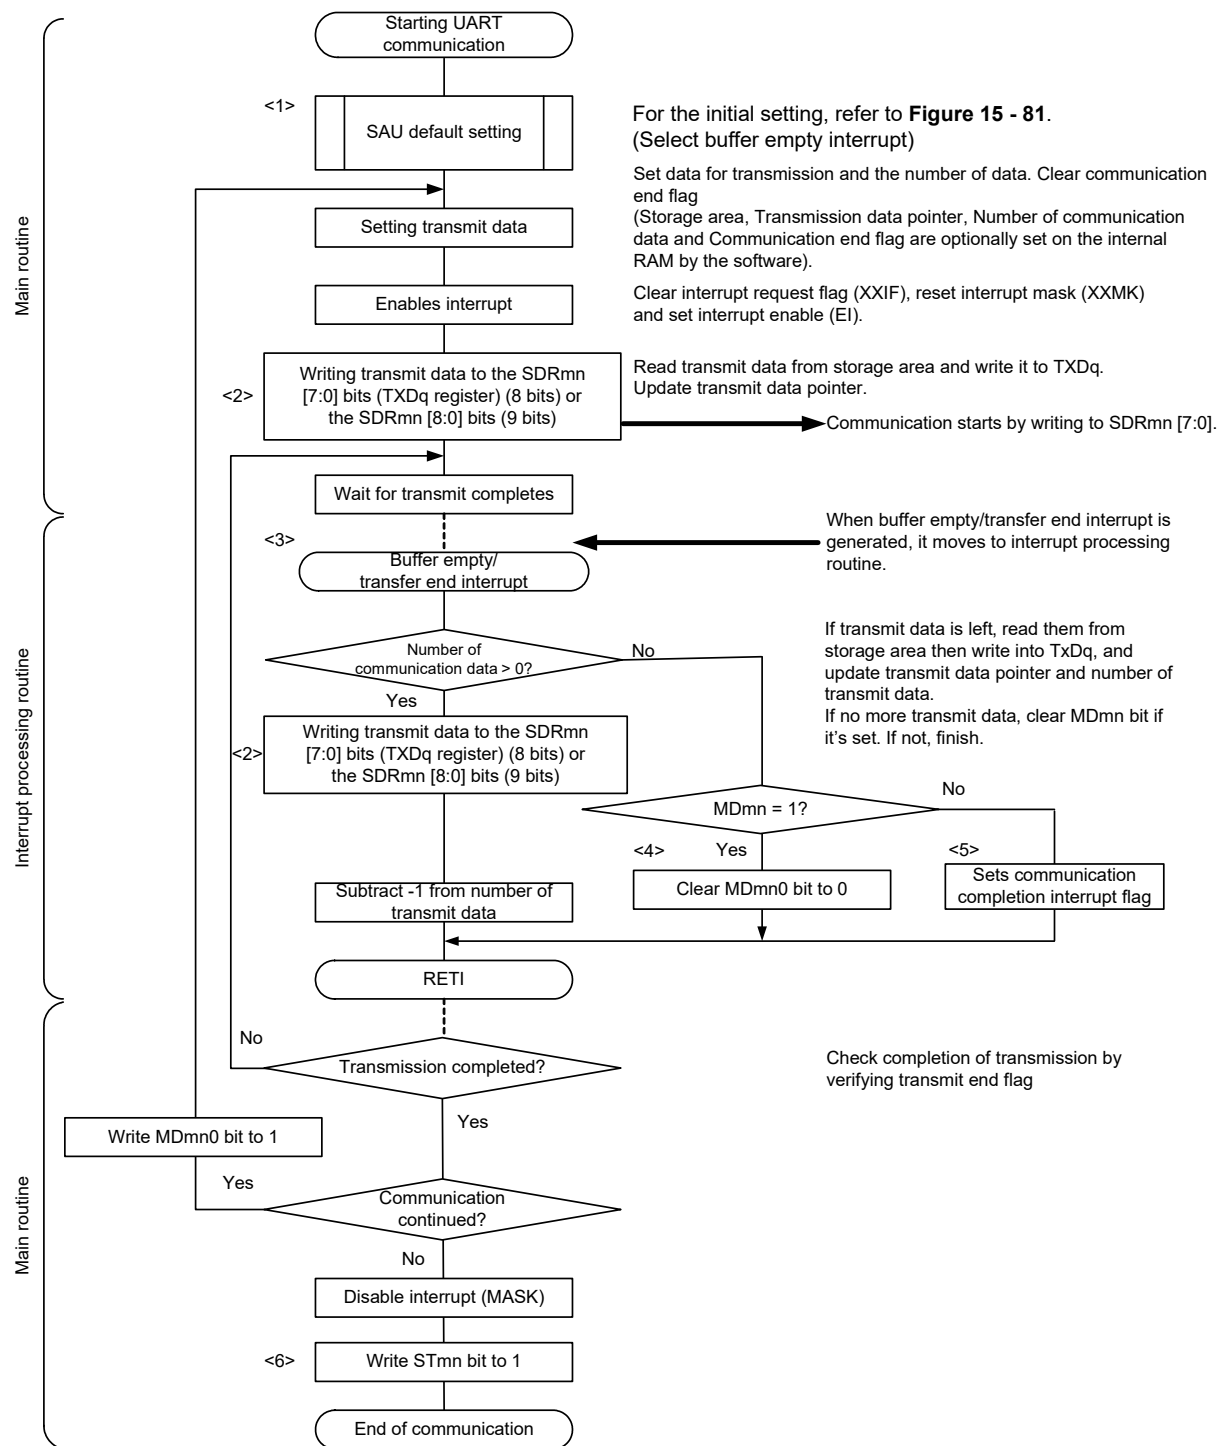 Starting UART
communication
<1>
SAU default setting
For the initial setting, refer to Figure 15 - 81.
(Select buffer empty interrupt)
Set data for transmission and the number of data. Clear communication
end flag
(Storage area, Transmission data pointer, Number of communication
data and Communication end flag are optionally set on the internal
RAM by the software).
Setting transmit data
Main routine
Enables interrupt
Clear interrupt request flag (XXIF), reset interrupt mask (XXMK)
and set interrupt enable (EI).
<2>
Writing transmit data to the SDRmn
[7:0] bits (TXDq register) (8 bits) or
the SDRmn [8:0] bits (9 bits)
Read transmit data from storage area and write it to TXDq.
Update transmit data pointer.
Communication starts by writing to SDRmn [7:0].
Wait for transmit completes
<3>
Buffer empty/
transfer end interrupt
When buffer empty/transfer end interrupt is
generated, it moves to interrupt processing
routine.
Number of
communication data > 0?
No
Yes
If transmit data is left, read them from
storage area then write into TxDq, and
update transmit data pointer and number of
transmit data.
If no more transmit data, clear MDmn bit if
it's set. If not, finish.
Interrupt processing routine
<2>
Writing transmit data to the SDRmn
[7:0] bits (TXDq register) (8 bits) or
the SDRmn [8:0] bits (9 bits)
MDmn = 1?
No
<4>
Yes
<5>
Clear MDmn0 bit to 0
Sets communication
completion interrupt flag
Subtract -1 from number of
transmit data
RETI
No
Transmission completed?
Check completion of transmission by
verifying transmit end flag
Yes
Write MDmn0 bit to 1
Yes
Communication
continued?
Main routine
No
Disable interrupt (MASK)
<6>
Write STmn bit to 1
End of communication